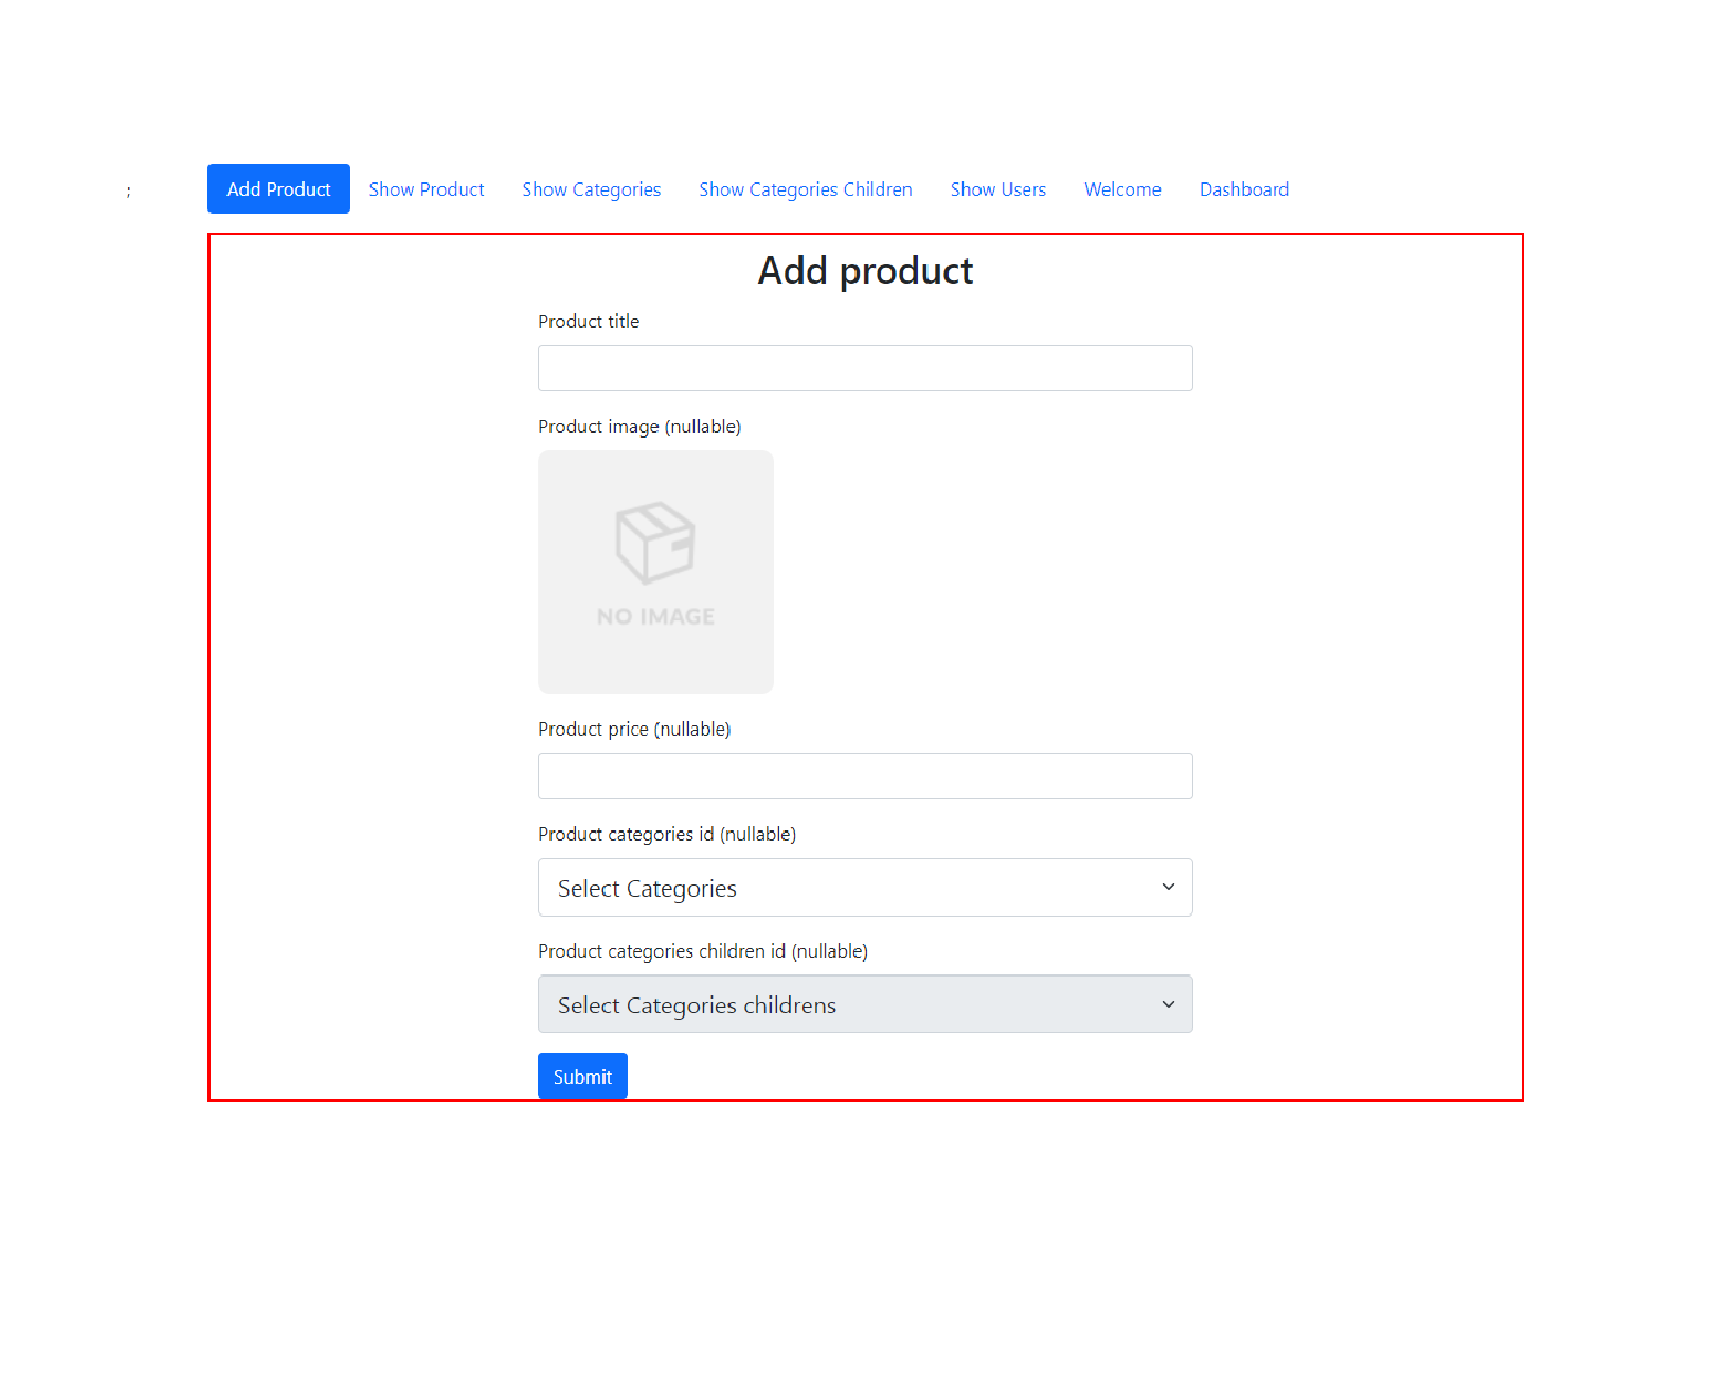 ; Add Product Show Product Show Categories Show Categories Children Show Users Welcome Dashboard
Add product
Product title
Product image (nullable)
NO IMAGE
Product price (nullable)
Product categories id (nullable)
Select Categories
Product categories children id (nullable)
Select Categories childrens
Submit